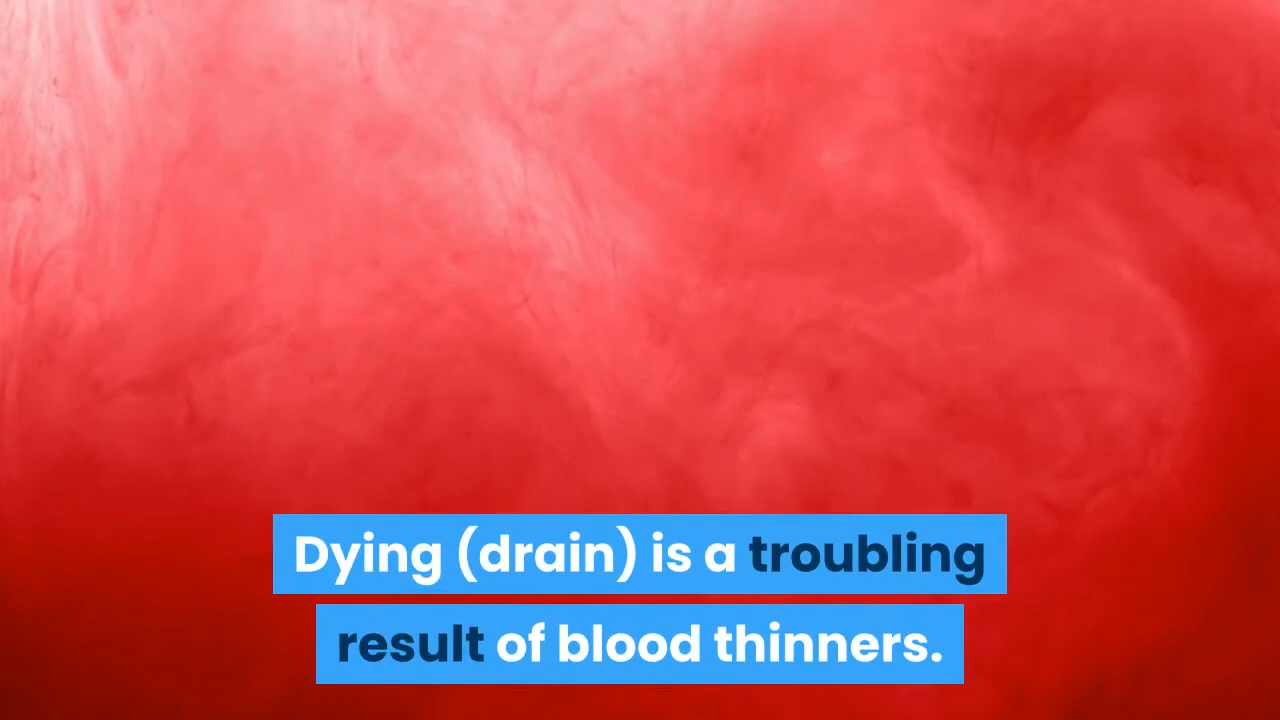 Dying (drain) is a troubling
result of blood thinners.